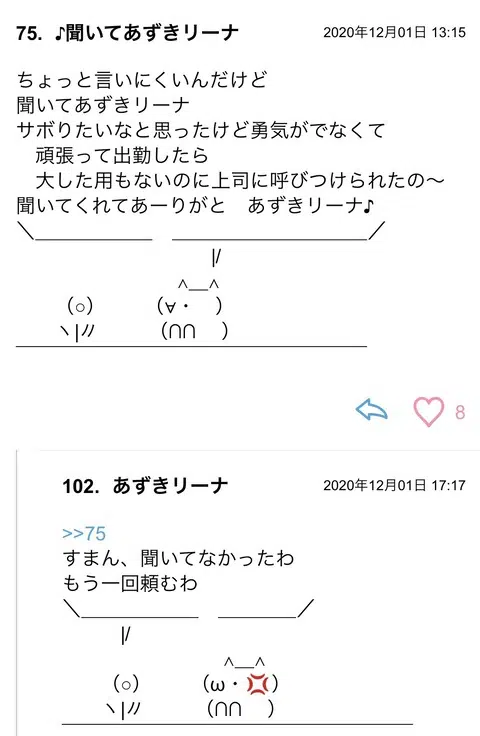 75. ♪聞いてあずきリーナ 2020年12月01日 13:15
ちょっと言いにくいんだけど
聞いてあずきリーナ
サボりたいなと思ったけど勇気がでなくて
　頑張って出勤したら
　大した用もないのに上司に呼びつけられたの〜
聞いてくれてあーりがと　あずきリーナ♪
＼＿＿＿＿＿＿　＿＿＿＿＿＿＿＿＿＿／
|/
∧＿∧
（○）　（∀・　）
ヽ|〃　（∩∩　）
￣￣￣￣￣￣￣￣￣￣￣￣￣￣￣￣￣￣
8
102. あずきリーナ 2020年12月01日 17:17
>>75
すまん、聞いてなかったわ
もう一回頼むわ
＼＿＿＿＿＿＿　＿＿＿＿／
|/
∧＿∧
（○）　（ω・💢）
ヽ|〃　（∩∩　）
￣￣￣￣￣￣￣￣￣￣￣￣￣￣￣￣￣￣